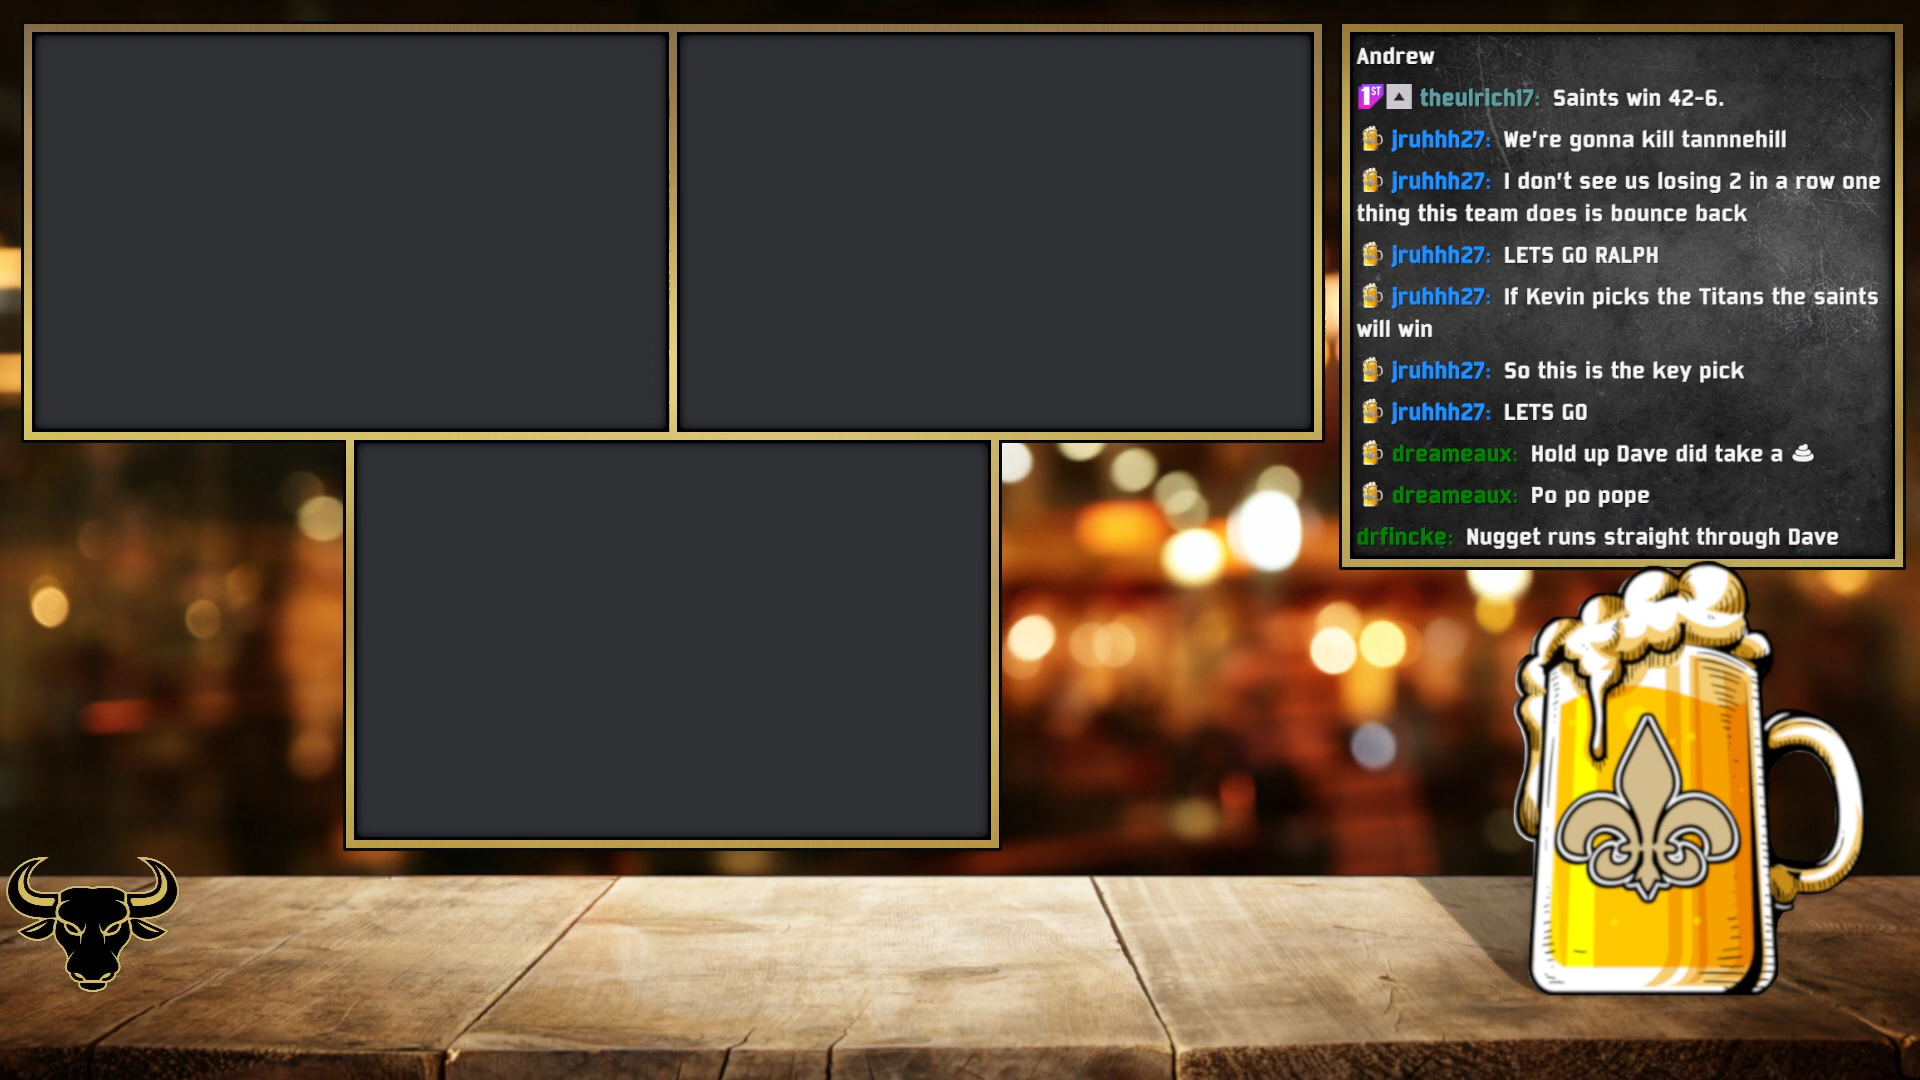 Andrew
1ST theulrich17: Saints win 42-6.
jruhhh27: We're gonna kill tannnehill
jruhhh27: I don't see us losing 2 in a row one
thing this team does is bounce back
jruhhh27: LETS GO RALPH
jruhhh27: If Kevin picks the Titans the saints
will win
jruhhh27: So this is the key pick
jruhhh27: LETS GO
dreameaux: Hold up Dave did take a 💩
dreameaux: Po po pope
drfincke: Nugget runs straight through Dave